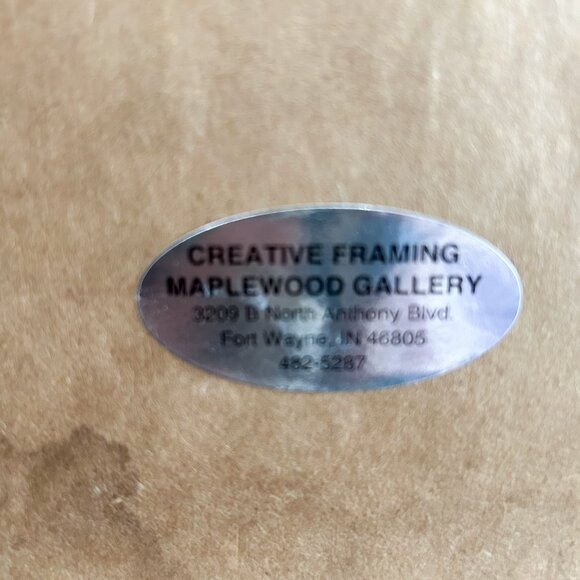 CREATIVE FRAMING
MAPLEWOOD GALLERY
3209 B North Anthony Blvd.
Fort Wayne, IN 46805
482-5287